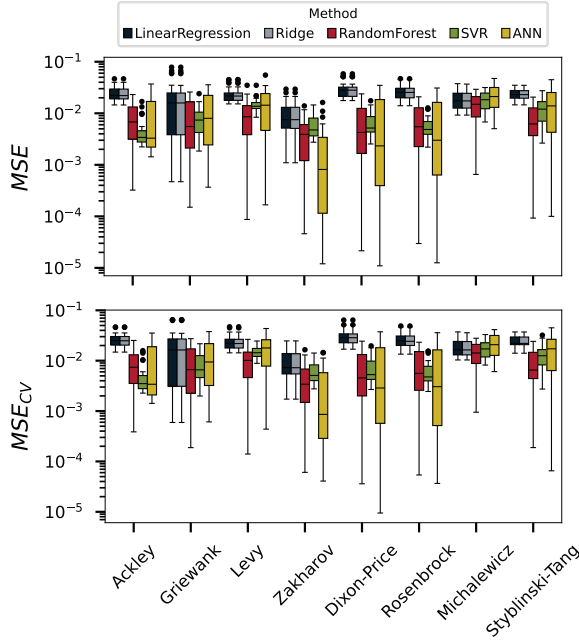 Method
LinearRegression Ridge RandomForest SVR ANN
10⁻¹
10⁻²
10⁻³
10⁻⁴
10⁻⁵
MSE
10⁻¹
10⁻²
10⁻³
10⁻⁴
10⁻⁵
MSE_CV
Ackley
Griewank
Levy
Zakharov
Dixon-Price
Rosenbrock
Michalewicz
Styblinski-Tang